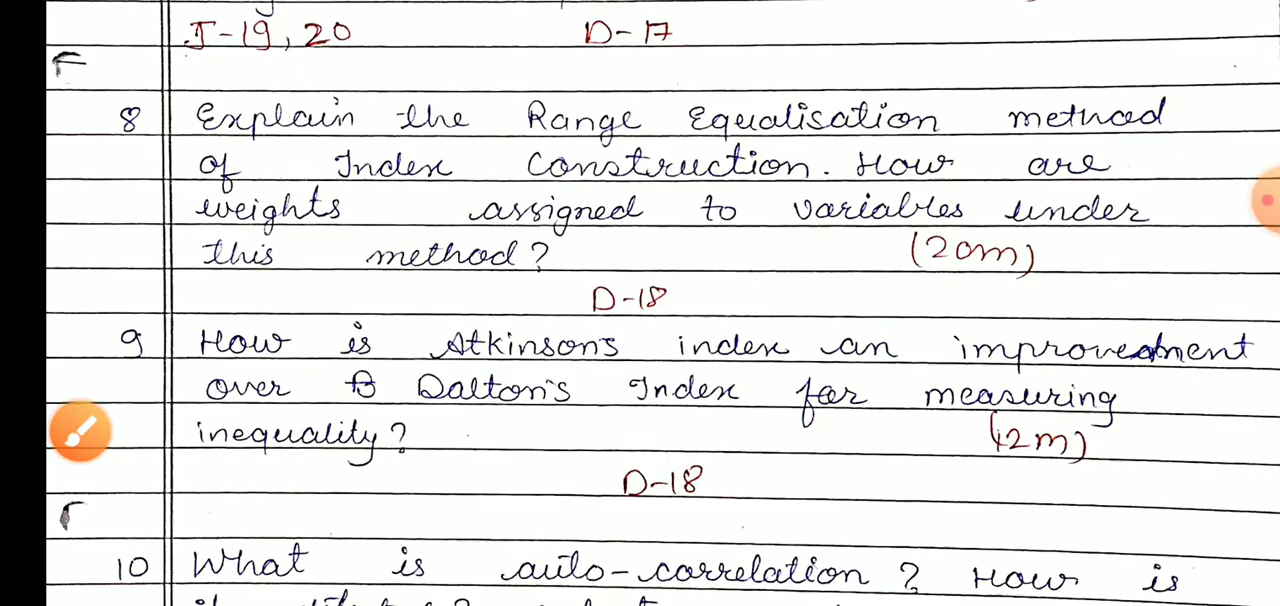 J-19, 20 D-17
8 Explain the Range Equalisation method
of Index Construction. How are
weights assigned to variables under
this method? (20m)
D-18
9 How is Atkinson's index an improvement
over Dalton's Index for measuring
inequality? (12m)
D-18
10 What is auto-correlation? How is